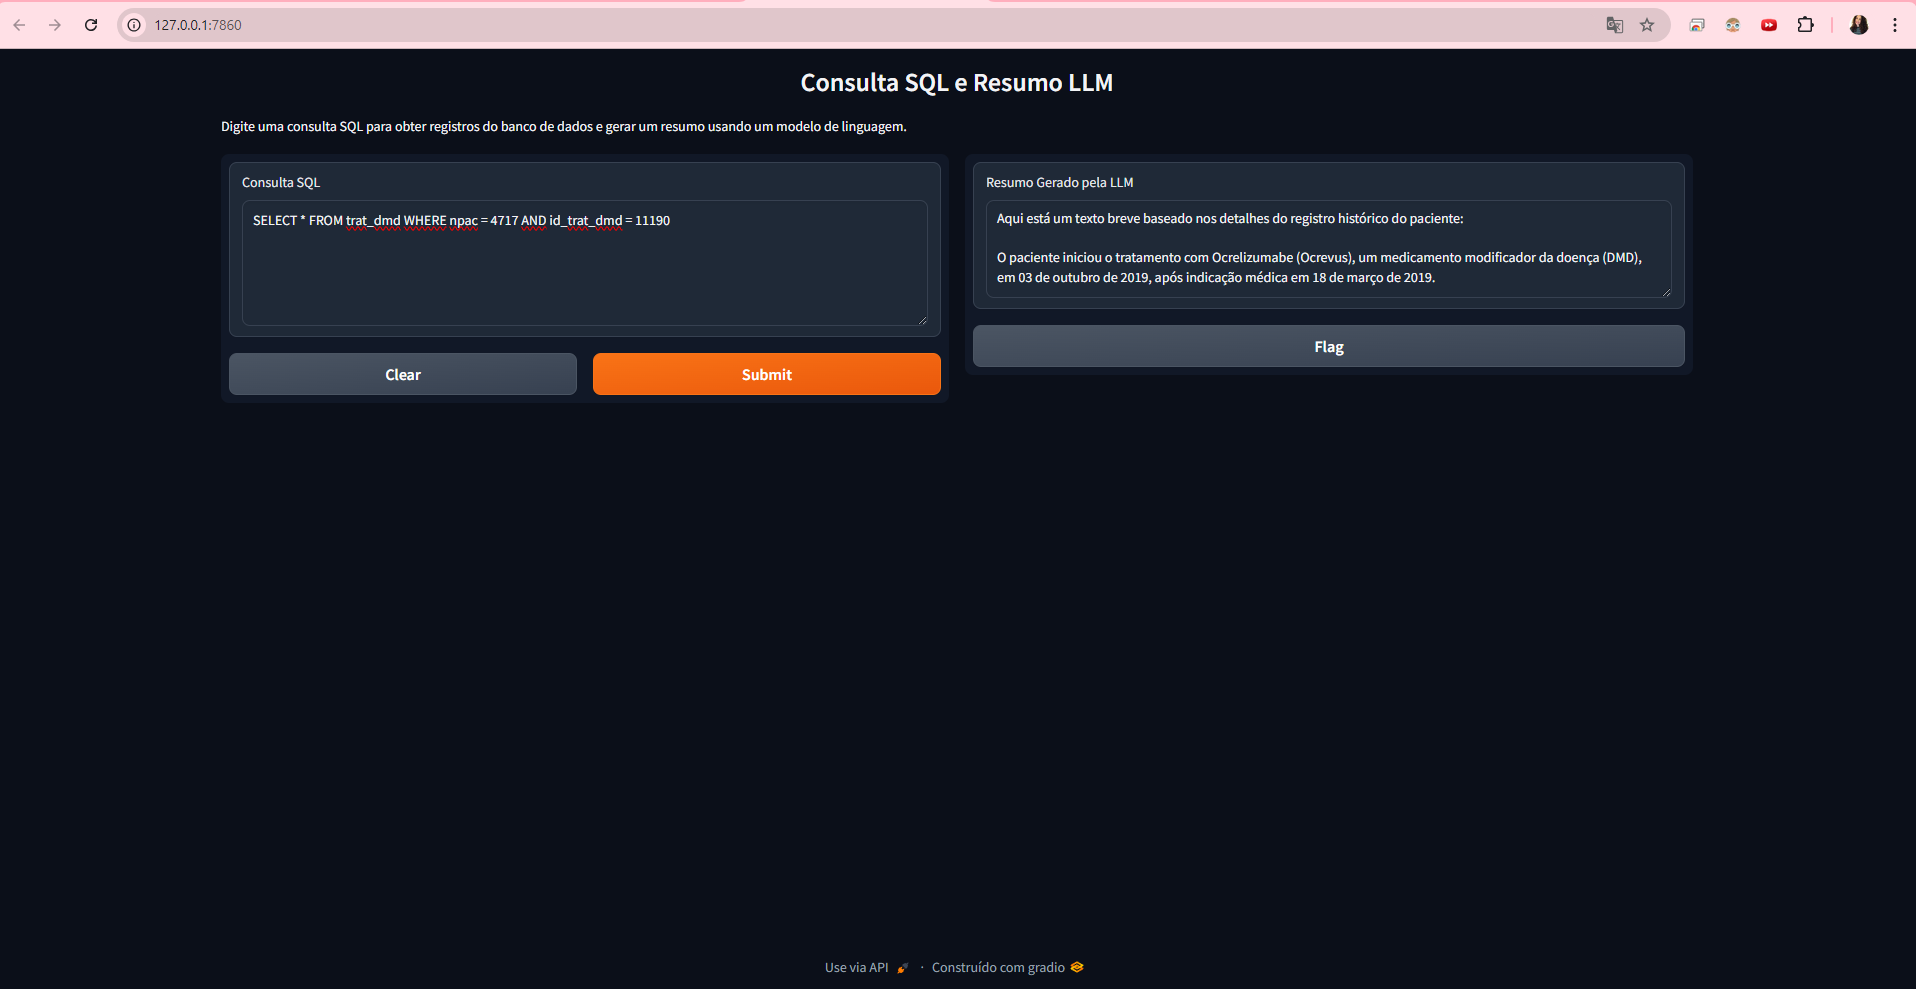 127.0.0.1:7860
Consulta SQL e Resumo LLM
Digite uma consulta SQL para obter registros do banco de dados e gerar um resumo usando um modelo de linguagem.
Consulta SQL
SELECT * FROM trat_dmd WHERE npac = 4717 AND id_trat_dmd = 11190
Clear
Submit
Resumo Gerado pela LLM
Aqui está um texto breve baseado nos detalhes do registro histórico do paciente:
O paciente iniciou o tratamento com Ocrelizumabe (Ocrevus), um medicamento modificador da doença (DMD),
em 03 de outubro de 2019, após indicação médica em 18 de março de 2019.
Flag
Use via API · Construído com gradio